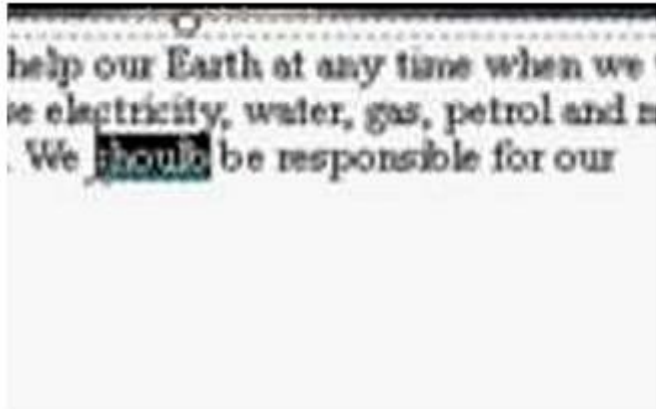 help our Earth at any time when we
e electricity, water, gas, petrol and
. We should be responsible for our